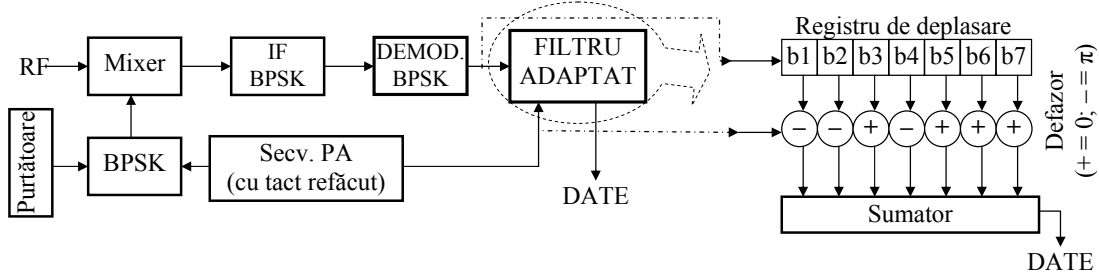 RF
Mixer
IF
BPSK
DEMOD.
BPSK
FILTRU
ADAPTAT
Purtătoare
BPSK
Secv. PA
(cu tact refăcut)
DATE
Registru de deplasare
b1 b2 b3 b4 b5 b6 b7
− − + − + + +
Sumator
DATE
Defazor
(+ = 0; − = π)